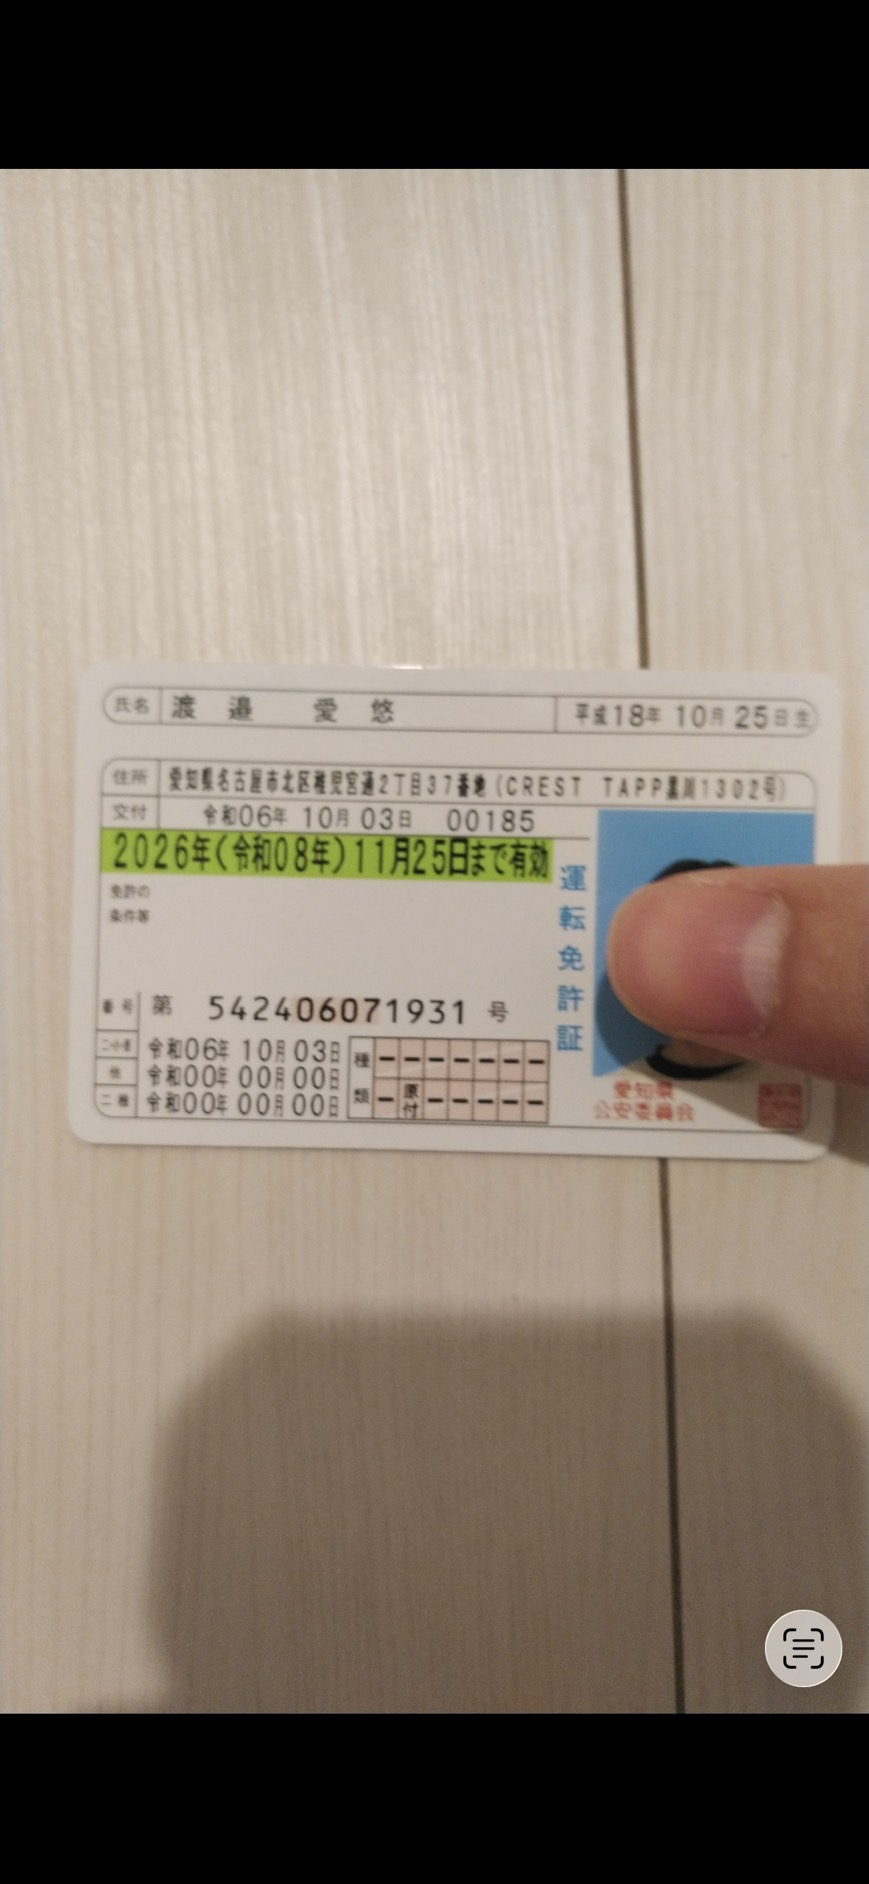 氏名 渡邉 愛悠 平成18年10月25日生
住所 愛知県名古屋市北区稚児宮通2丁目37番地(CREST TAPP黒川1302号)
交付 令和06年10月03日 00185
2026年(令和08年)11月25日まで有効
免許の
条件等
運転免許証
番号 第 542406071931 号
二・小・原 令和06年10月03日
他 令和00年00月00日
二種 令和00年00月00日
種類 ― ― ― ― ― ― ―
― 原付 ― ― ― ― ―
愛知県
公安委員会